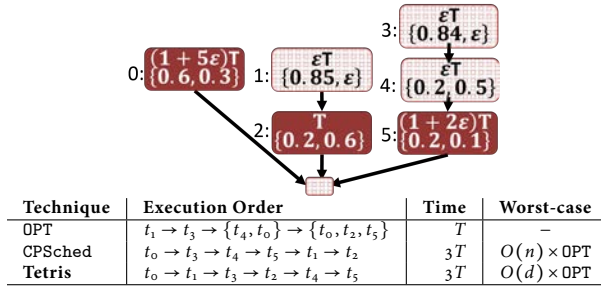 3:
εT
{0.84, ε}
0:
(1+5ε)T
{0.6, 0.3}
1:
εT
{0.85, ε}
4:
εT
{0.2, 0.5}
2:
T
{0.2, 0.6}
5:
(1+2ε)T
{0.2, 0.1}
Technique Execution Order Time Worst-case
OPT t₁ → t₃ → {t₄, t₀} → {t₀, t₂, t₅} T −
CPSched t₀ → t₃ → t₄ → t₅ → t₁ → t₂ 3T O(n) × OPT
Tetris t₀ → t₁ → t₃ → t₂ → t₄ → t₅ 3T O(d) × OPT